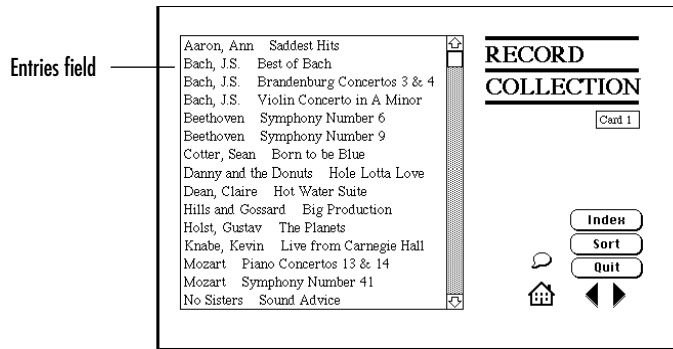 Entries field
Aaron, Ann Saddest Hits
Bach, J.S. Best of Bach
Bach, J.S. Brandenburg Concertos 3 & 4
Bach, J.S. Violin Concerto in A Minor
Beethoven Symphony Number 6
Beethoven Symphony Number 9
Cotter, Sean Born to be Blue
Danny and the Donuts Hole Lotta Love
Dean, Claire Hot Water Suite
Hills and Gossard Big Production
Holst, Gustav The Planets
Knabe, Kevin Live from Carnegie Hall
Mozart Piano Concertos 13 & 14
Mozart Symphony Number 41
No Sisters Sound Advice
RECORD
COLLECTION
Card 1
Index
Sort
Quit